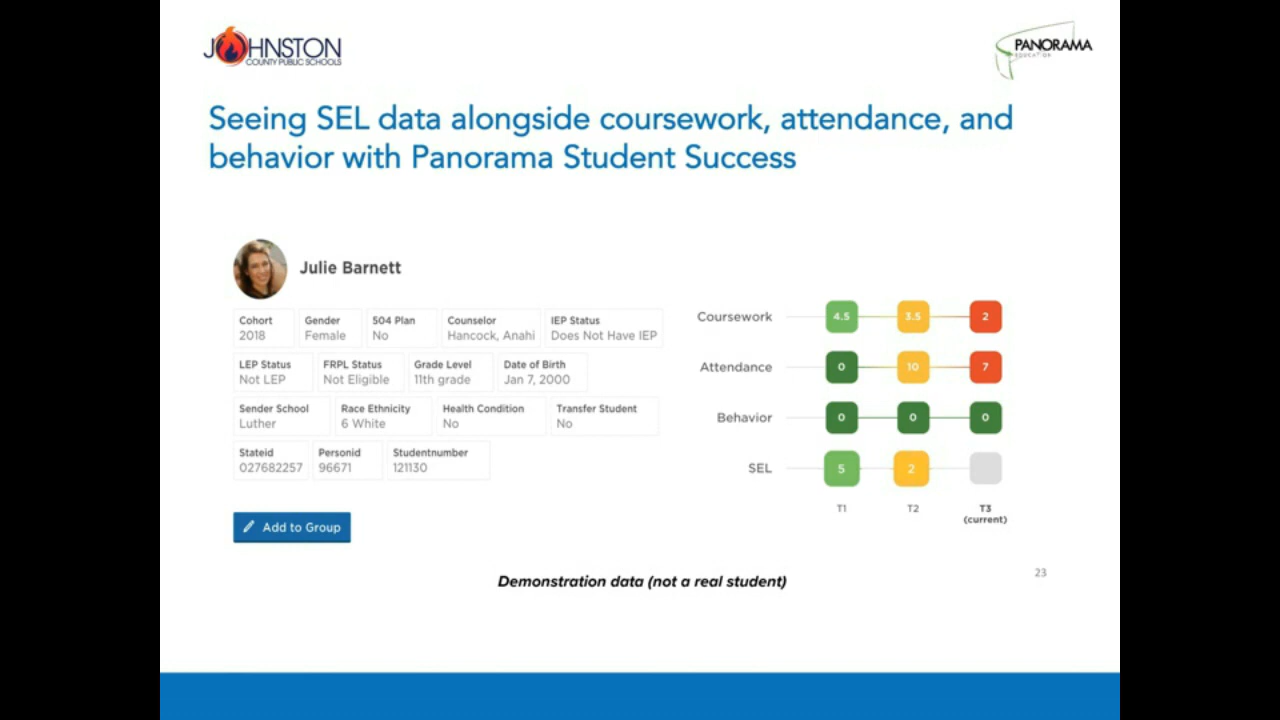 JOHNSTON
COUNTY PUBLIC SCHOOLS
PANORAMA
EDUCATION
Seeing SEL data alongside coursework, attendance, and
behavior with Panorama Student Success
Julie Barnett
Cohort Gender 504 Plan Counselor IEP Status
2018 Female No Hancock, Anahi Does Not Have IEP
LEP Status FRPL Status Grade Level Date of Birth
Not LEP Not Eligible 11th grade Jan 7, 2000
Sender School Race Ethnicity Health Condition Transfer Student
Luther 6 White No No
Stateid Personid Studentnumber
027682257 96671 121130
Add to Group
Coursework 4.5 3.5 2
Attendance 0 10 7
Behavior 0 0 0
SEL 5 2
T1 T2 T3
(current)
Demonstration data (not a real student)
23